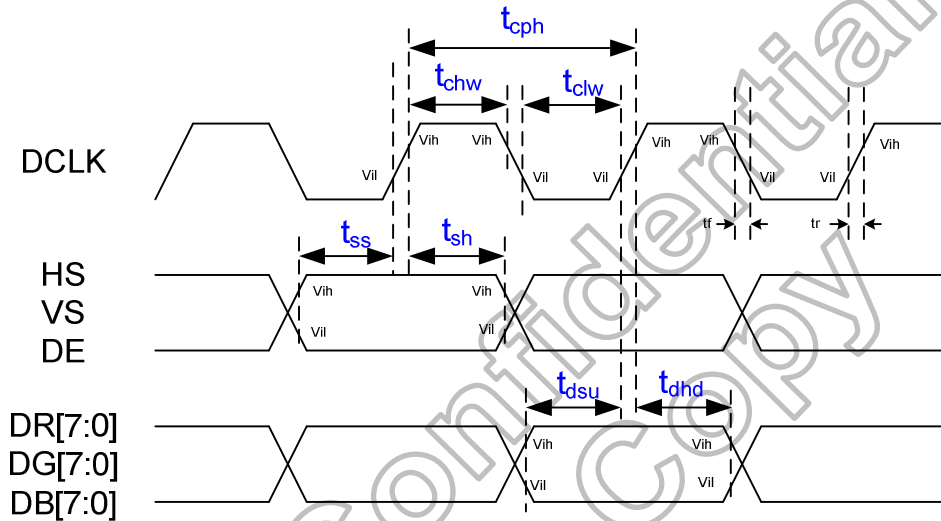 tcph
tchw
tclw
DCLK
Vih
Vih
Vih
Vih
Vih
Vil
Vil
Vil
Vil
Vil
tf
tr
tss
tsh
HS
VS
DE
Vih
Vih
Vil
Vil
tdsu
tdhd
DR[7:0]
DG[7:0]
DB[7:0]
Vih
Vih
Vil
Vil
Confidential
Copy